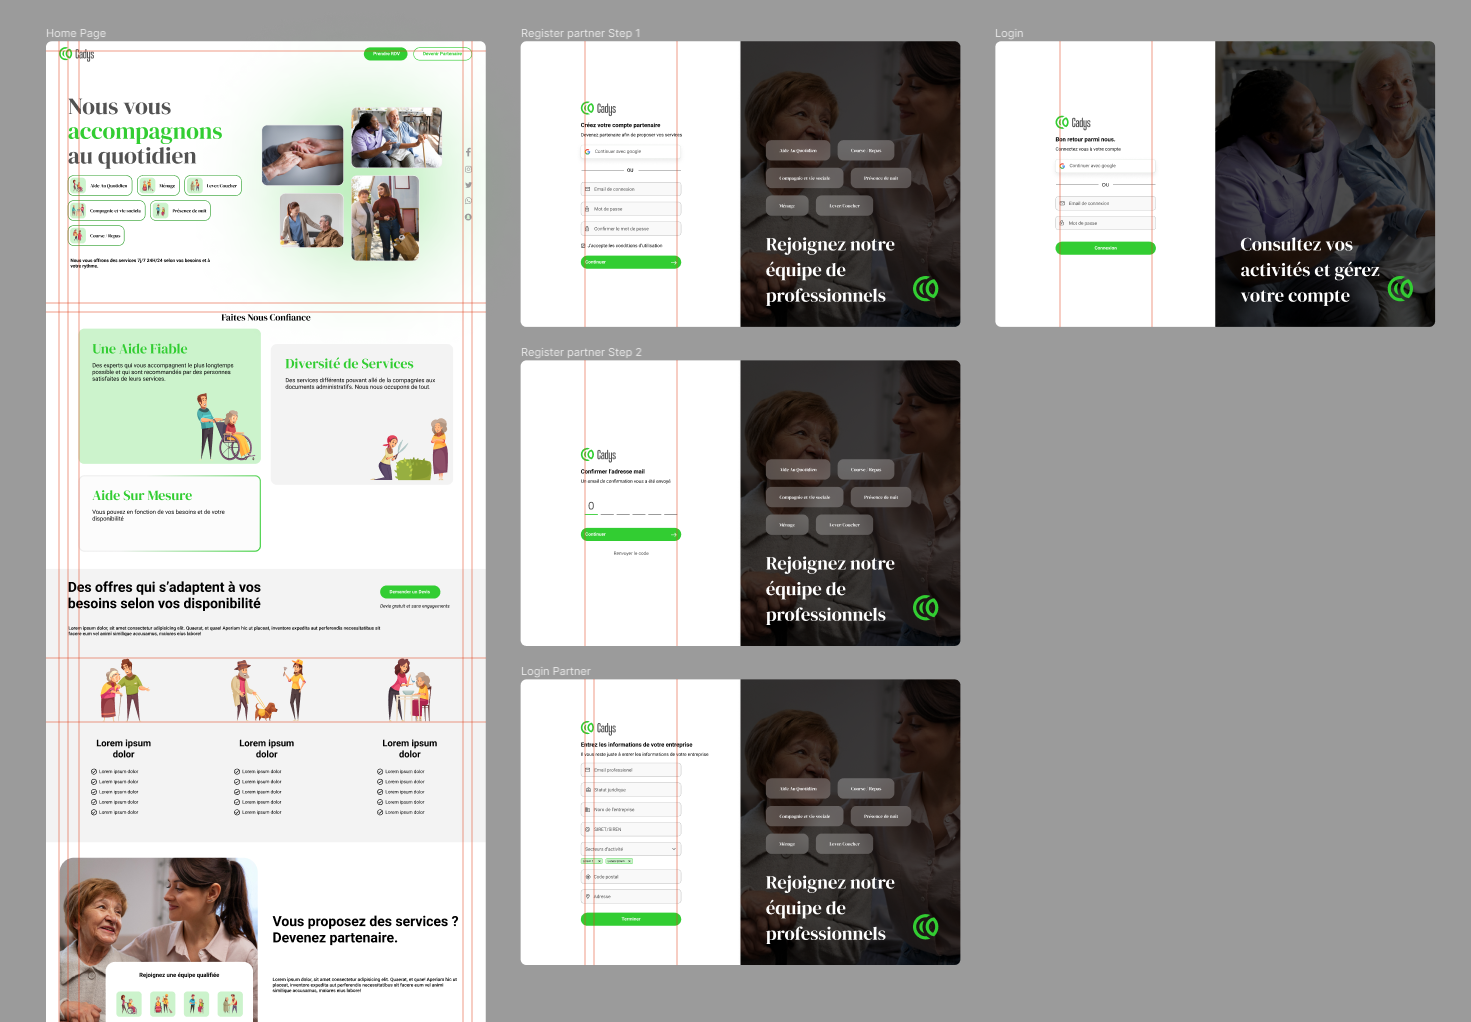 Home Page
Cadys
Prendre RDV
Devenir Partenaire
Nous vous
accompagnons
au quotidien
Aide Au Quotidien
Ménage
Lever Coucher
Compagnie et vie sociale
Présence de nuit
Course / Repas
Nous vous offrons des services 7j/7 24H/24 selon vos besoins et à
votre rythme.
Faites Nous Confiance
Une Aide Fiable
Des experts qui vous accompagnent le plus longtemps
possible et qui sont recommandés par des personnes
satisfaites de leurs services.
Diversité de Services
Des services différents pouvant allé de la compagnies aux
documents administratifs. Nous nous occupons de tout.
Aide Sur Mesure
Vous pouvez en fonction de vos besoins et de votre
disponibilité
Des offres qui s'adaptent à vos
besoins selon vos disponibilité
Demander un Devis
Devis gratuit et sans engagements
Lorem ipsum dolor, sit amet consectetur adipisicing elit. Quaerat, et quae! Aperiam hic ut placeat, inventore expedita aut perferendis necessitatibus sit
facere eum vel animi similique accusamus, maiores eius labore!
Lorem ipsum
dolor
Lorem ipsum dolor
Lorem ipsum dolor
Lorem ipsum dolor
Lorem ipsum dolor
Lorem ipsum dolor
Lorem ipsum
dolor
Lorem ipsum dolor
Lorem ipsum dolor
Lorem ipsum dolor
Lorem ipsum dolor
Lorem ipsum dolor
Lorem ipsum
dolor
Lorem ipsum dolor
Lorem ipsum dolor
Lorem ipsum dolor
Lorem ipsum dolor
Lorem ipsum dolor
Rejoignez une équipe qualifiée
Vous proposez des services ?
Devenez partenaire.
Lorem ipsum dolor, sit amet consectetur adipisicing elit. Quaerat, et quae! Aperiam hic ut
placeat, inventore expedita aut perferendis necessitatibus sit facere eum vel animi
similique accusamus, maiores eius labore!
Register partner Step 1
Cadys
Créez votre compte partenaire
Devenez partenaire afin de proposer vos services
Continuer avec google
OU
Email de connexion
Mot de passe
Confirmer le mot de passe
J'accepte les conditions d'utilisation
Continuer
Aide Au Quotidien
Course / Repas
Compagnie et vie sociale
Présence de nuit
Ménage
Lever Coucher
Rejoignez notre
équipe de
professionnels
Register partner Step 2
Cadys
Confirmer l'adresse mail
Un email de confirmation vous a été envoyé
0
Continuer
Renvoyer le code
Aide Au Quotidien
Course / Repas
Compagnie et vie sociale
Présence de nuit
Ménage
Lever Coucher
Rejoignez notre
équipe de
professionnels
Login Partner
Cadys
Entrez les informations de votre entreprise
Il vous reste juste à entrer les informations de votre entreprise
Email professionel
Statut juridique
Nom de l'entreprise
SIRET/SIREN
Secteurs d'activité
Lorem ipsum
Code postal
Adresse
Terminer
Aide Au Quotidien
Course / Repas
Compagnie et vie sociale
Présence de nuit
Ménage
Lever Coucher
Rejoignez notre
équipe de
professionnels
Login
Cadys
Bon retour parmi nous.
Connectez vous à votre compte
Continuer avec google
OU
Email de connexion
Mot de passe
Connexion
Consultez vos
activités et gérez
votre compte